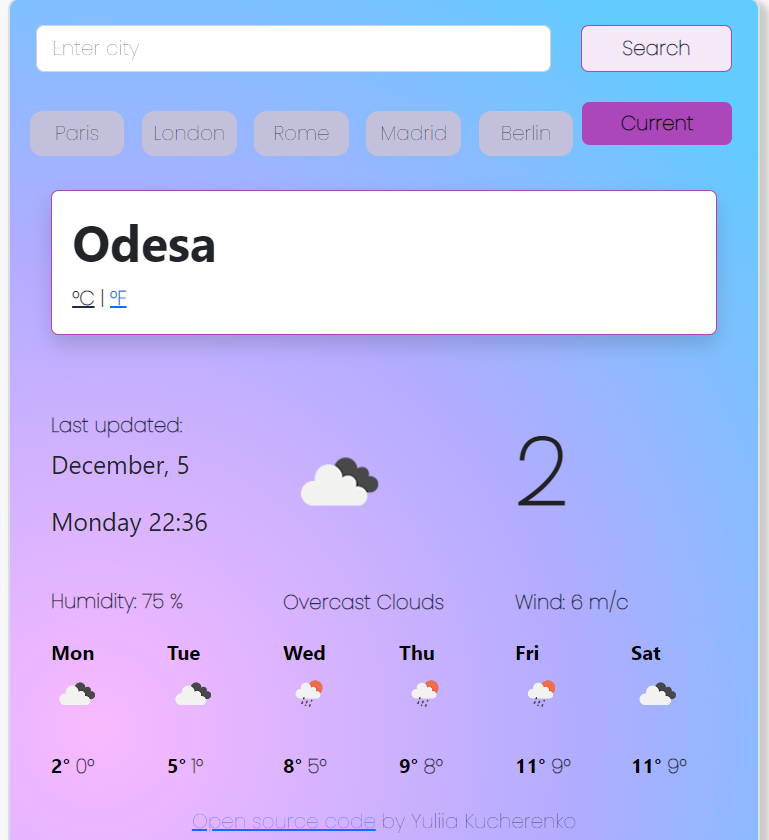 Enter city Search
Paris London Rome Madrid Berlin Current
Odesa
ºC | ºF
Last updated:
December, 5
2
Monday 22:36
Humidity: 75 % Overcast Clouds Wind: 6 m/c
Mon Tue Wed Thu Fri Sat
2° 0° 5° 1° 8° 5° 9° 8° 11° 9° 11° 9°
Open source code by Yuliia Kucherenko